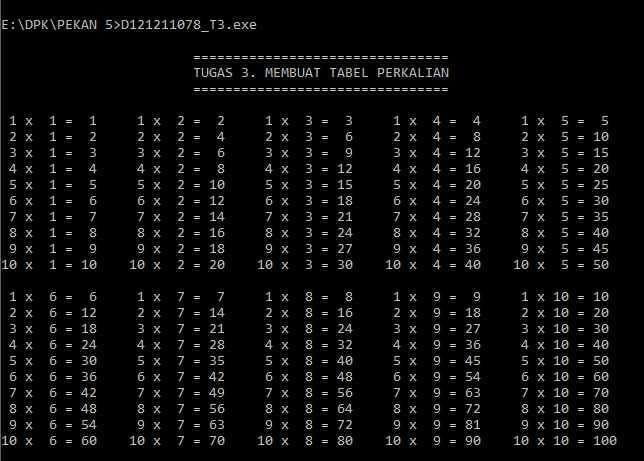 E:\DPK\PEKAN 5>D121211078_T3.exe
================================
TUGAS 3. MEMBUAT TABEL PERKALIAN
================================
 1 x  1 =  1     1 x  2 =  2     1 x  3 =  3     1 x  4 =  4     1 x  5 =  5
 2 x  1 =  2     2 x  2 =  4     2 x  3 =  6     2 x  4 =  8     2 x  5 = 10
 3 x  1 =  3     3 x  2 =  6     3 x  3 =  9     3 x  4 = 12     3 x  5 = 15
 4 x  1 =  4     4 x  2 =  8     4 x  3 = 12     4 x  4 = 16     4 x  5 = 20
 5 x  1 =  5     5 x  2 = 10     5 x  3 = 15     5 x  4 = 20     5 x  5 = 25
 6 x  1 =  6     6 x  2 = 12     6 x  3 = 18     6 x  4 = 24     6 x  5 = 30
 7 x  1 =  7     7 x  2 = 14     7 x  3 = 21     7 x  4 = 28     7 x  5 = 35
 8 x  1 =  8     8 x  2 = 16     8 x  3 = 24     8 x  4 = 32     8 x  5 = 40
 9 x  1 =  9     9 x  2 = 18     9 x  3 = 27     9 x  4 = 36     9 x  5 = 45
10 x  1 = 10    10 x  2 = 20    10 x  3 = 30    10 x  4 = 40    10 x  5 = 50
 1 x  6 =  6     1 x  7 =  7     1 x  8 =  8     1 x  9 =  9     1 x 10 = 10
 2 x  6 = 12     2 x  7 = 14     2 x  8 = 16     2 x  9 = 18     2 x 10 = 20
 3 x  6 = 18     3 x  7 = 21     3 x  8 = 24     3 x  9 = 27     3 x 10 = 30
 4 x  6 = 24     4 x  7 = 28     4 x  8 = 32     4 x  9 = 36     4 x 10 = 40
 5 x  6 = 30     5 x  7 = 35     5 x  8 = 40     5 x  9 = 45     5 x 10 = 50
 6 x  6 = 36     6 x  7 = 42     6 x  8 = 48     6 x  9 = 54     6 x 10 = 60
 7 x  6 = 42     7 x  7 = 49     7 x  8 = 56     7 x  9 = 63     7 x 10 = 70
 8 x  6 = 48     8 x  7 = 56     8 x  8 = 64     8 x  9 = 72     8 x 10 = 80
 9 x  6 = 54     9 x  7 = 63     9 x  8 = 72     9 x  9 = 81     9 x 10 = 90
10 x  6 = 60    10 x  7 = 70    10 x  8 = 80    10 x  9 = 90    10 x 10 = 100